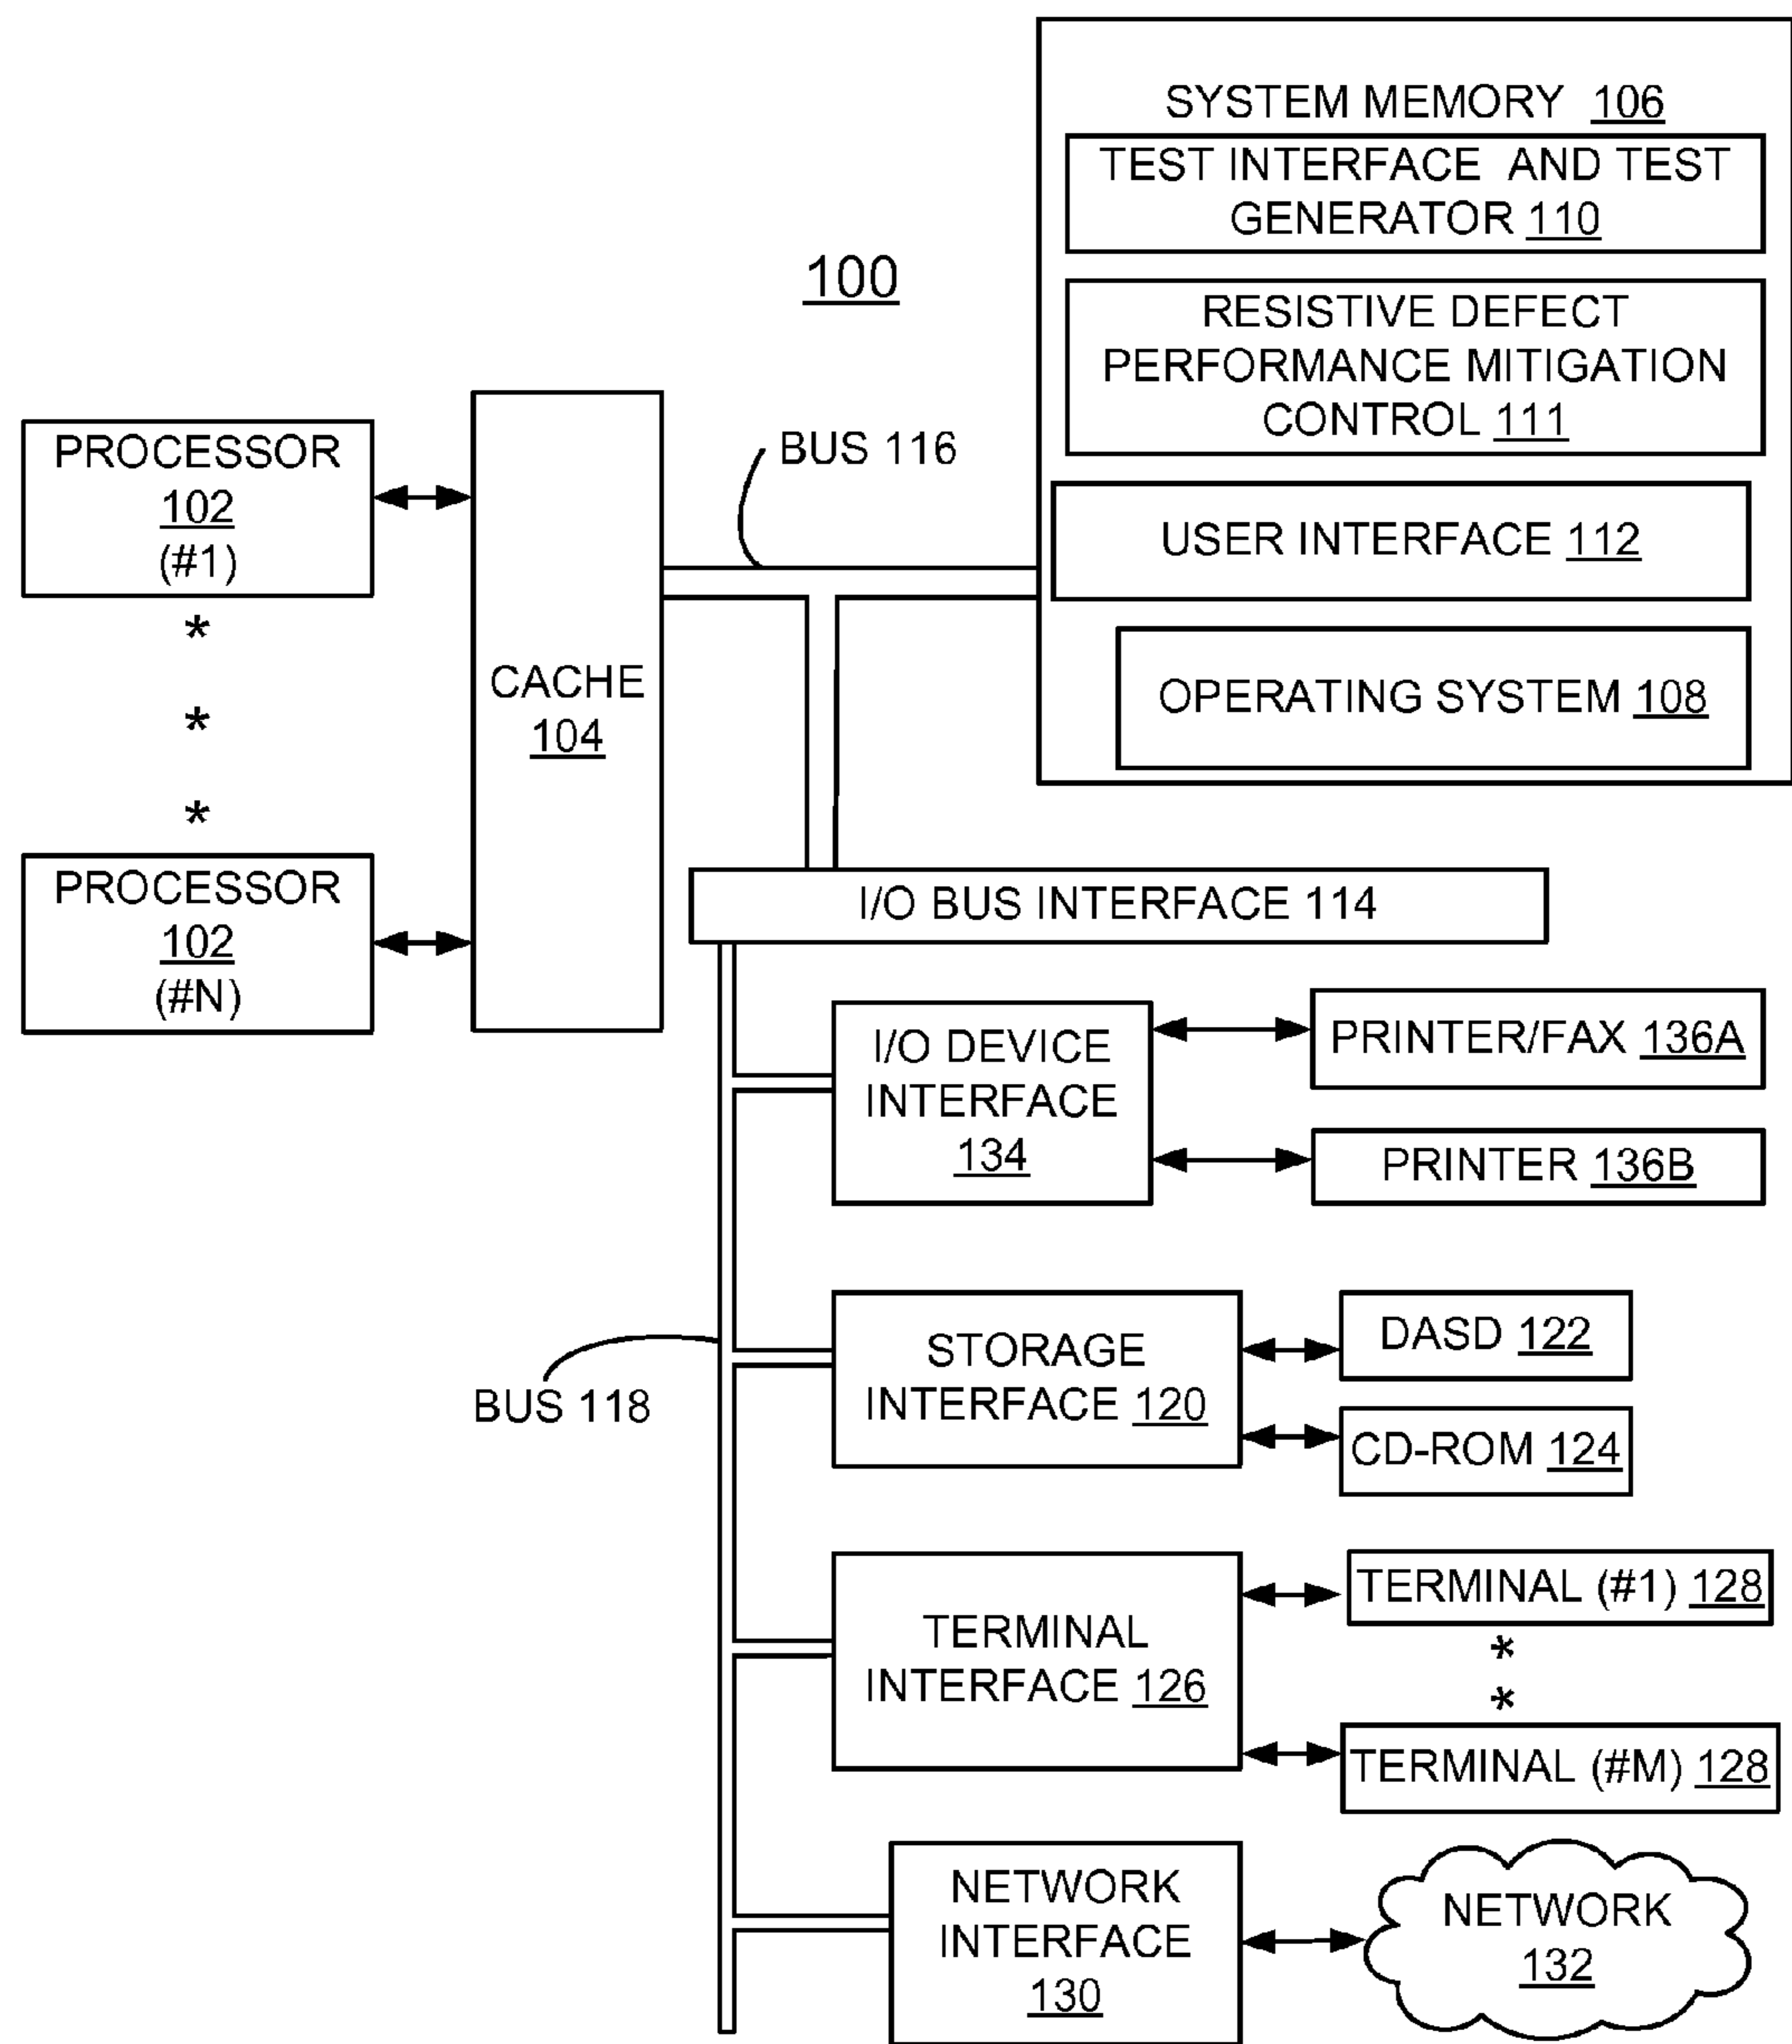 SYSTEM MEMORY 106
TEST INTERFACE AND TEST
GENERATOR 110
100
RESISTIVE DEFECT
PERFORMANCE MITIGATION
CONTROL 111
USER INTERFACE 112
OPERATING SYSTEM 108
BUS 116
PROCESSOR
102
(#1)
*
*
*
PROCESSOR
102
(#N)
CACHE
104
I/O BUS INTERFACE 114
I/O DEVICE
INTERFACE
134
PRINTER/FAX 136A
PRINTER 136B
BUS 118
STORAGE
INTERFACE 120
DASD 122
CD-ROM 124
TERMINAL
INTERFACE 126
TERMINAL (#1) 128
*
*
TERMINAL (#M) 128
NETWORK
INTERFACE
130
NETWORK
132